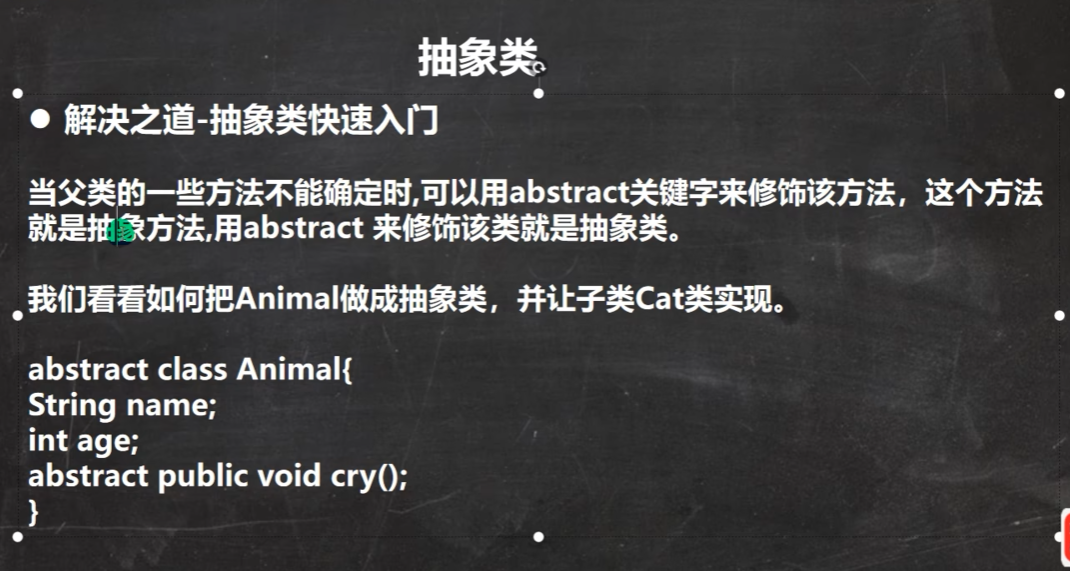 抽象类
● 解决之道-抽象类快速入门
当父类的一些方法不能确定时,可以用abstract关键字来修饰该方法，这个方法
就是抽象方法,用abstract 来修饰该类就是抽象类。
我们看看如何把Animal做成抽象类，并让子类Cat类实现。
abstract class Animal{
String name;
int age;
abstract public void cry();
}